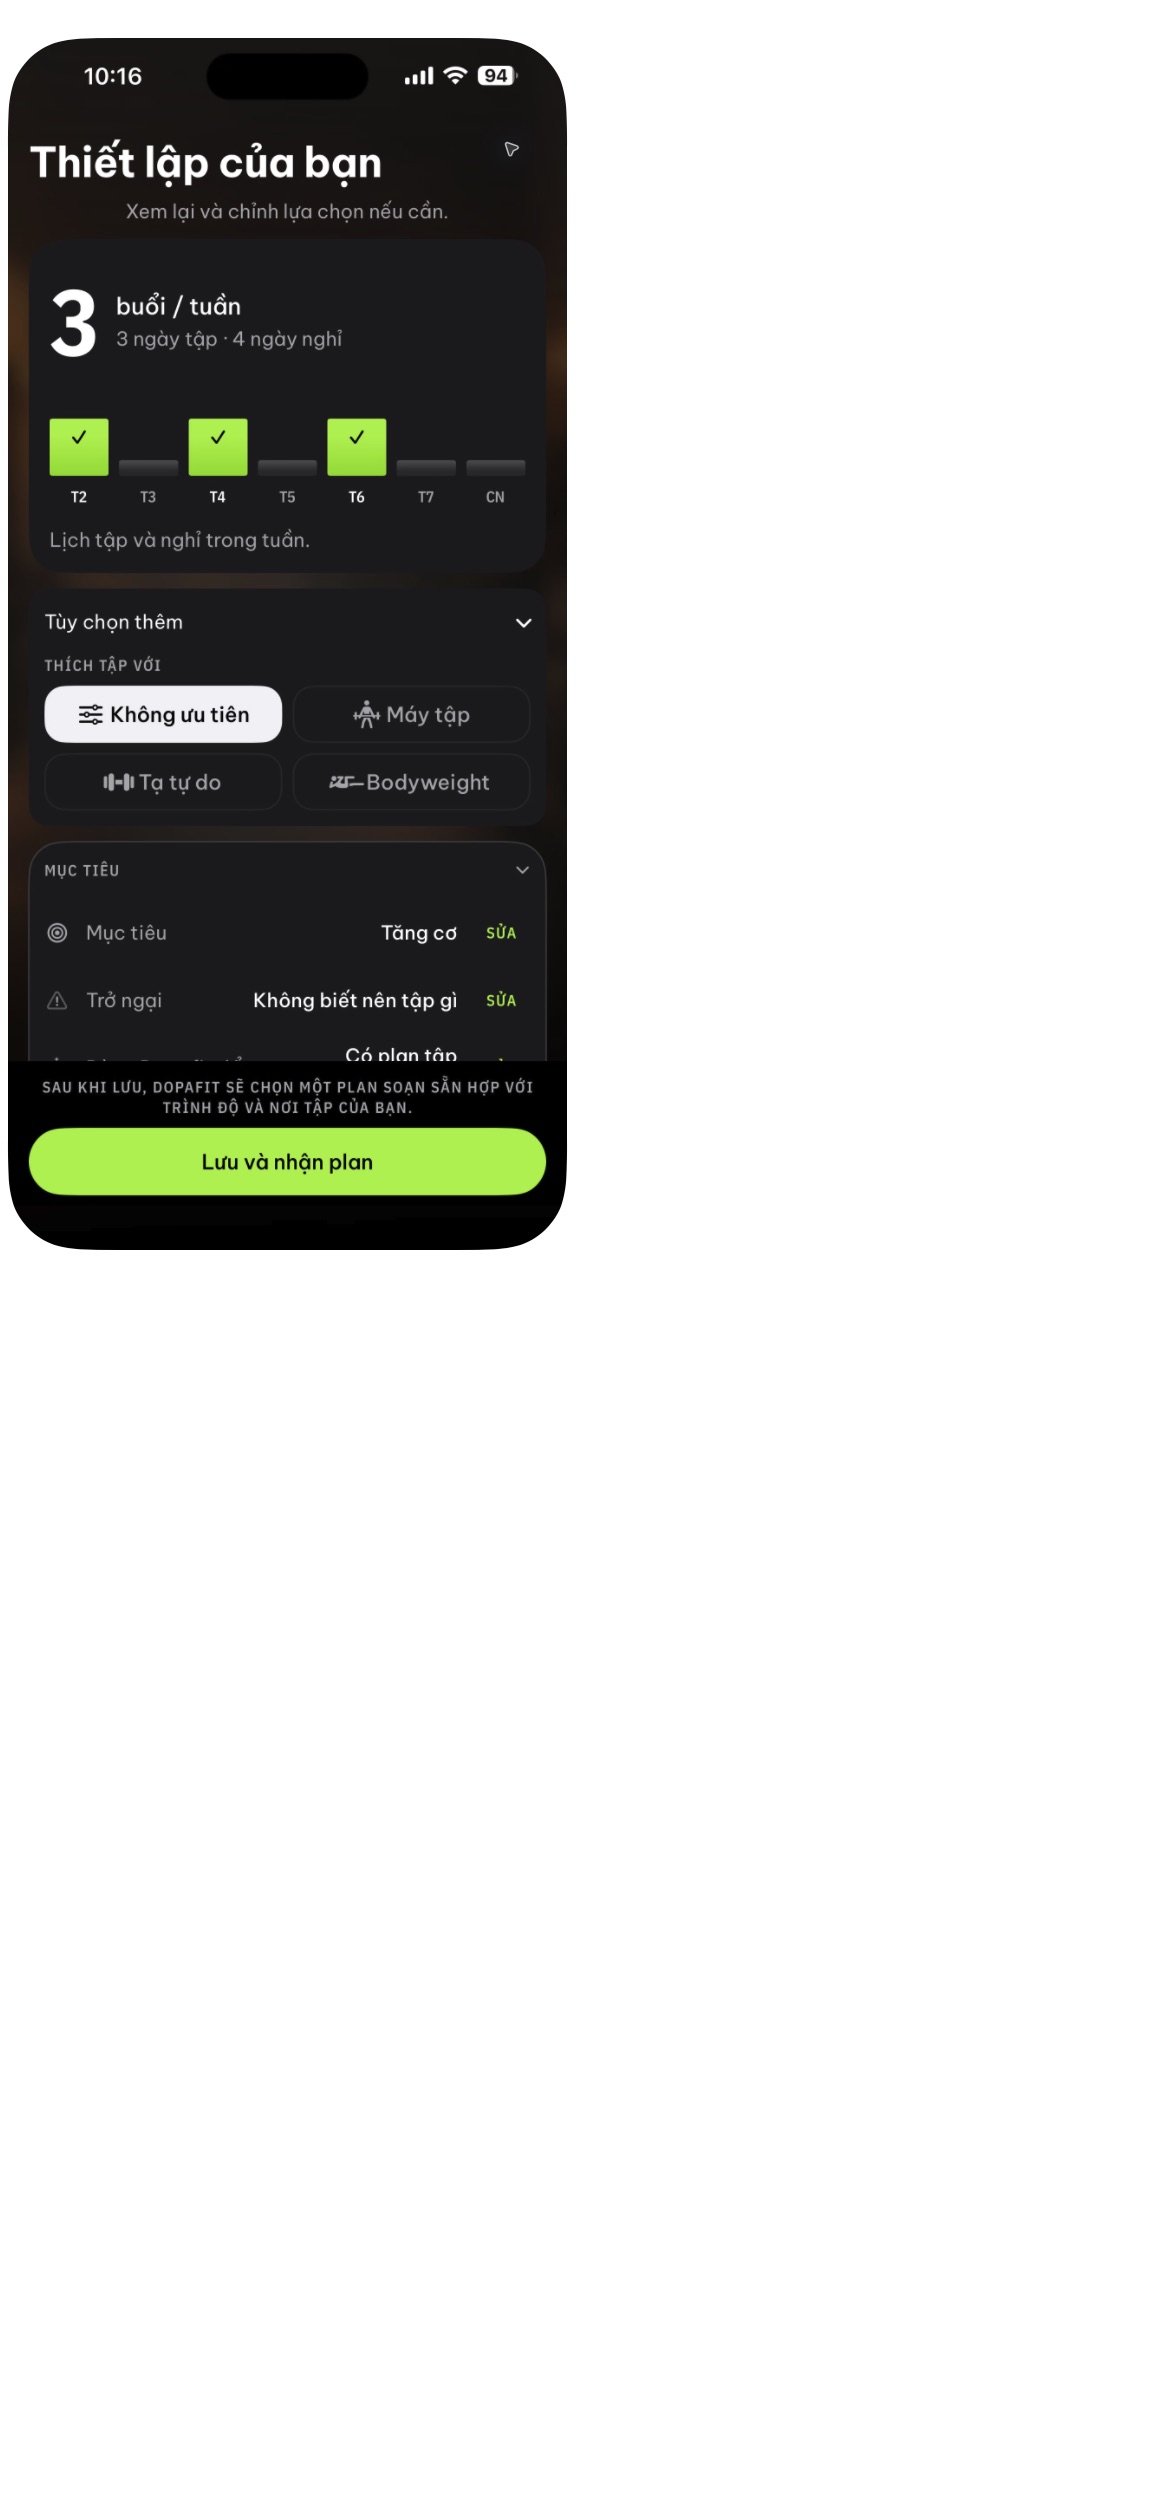 10:16
94
Thiết lập của bạn
Xem lại và chỉnh lựa chọn nếu cần.
3
buổi / tuần
3 ngày tập · 4 ngày nghỉ
T2 T3 T4 T5 T6 T7 CN
Lịch tập và nghỉ trong tuần.
Tùy chọn thêm
THÍCH TẬP VỚI
Không ưu tiên
Máy tập
Tạ tự do
Bodyweight
MỤC TIÊU
Mục tiêu Tăng cơ SỬA
Trở ngại Không biết nên tập gì SỬA
Có plan tập
SAU KHI LƯU, DOPAFIT SẼ CHỌN MỘT PLAN SOẠN SẴN HỢP VỚI
TRÌNH ĐỘ VÀ NƠI TẬP CỦA BẠN.
Lưu và nhận plan